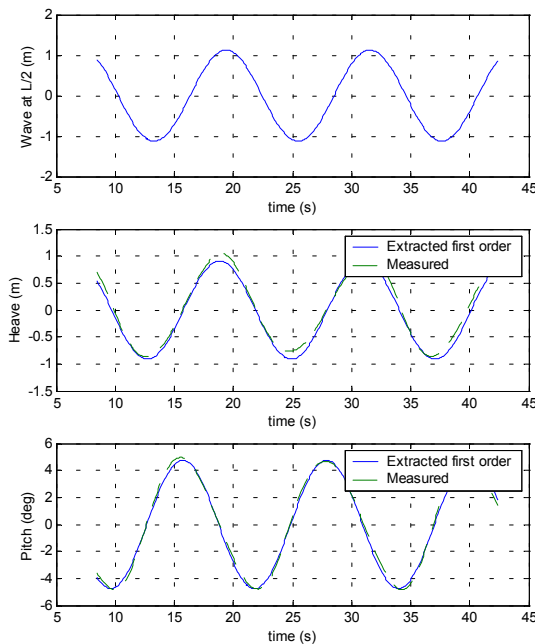 2
1
0
-1
-2
Wave at L/2 (m)
5 10 15 20 25 30 35 40 45
time (s)
1.5
1
0.5
0
-0.5
-1
-1.5
Heave (m)
Extracted first order
Measured
5 10 15 20 25 30 35 40 45
time (s)
6
4
2
0
-2
-4
-6
Pitch (deg)
Extracted first order
Measured
5 10 15 20 25 30 35 40 45
time (s)